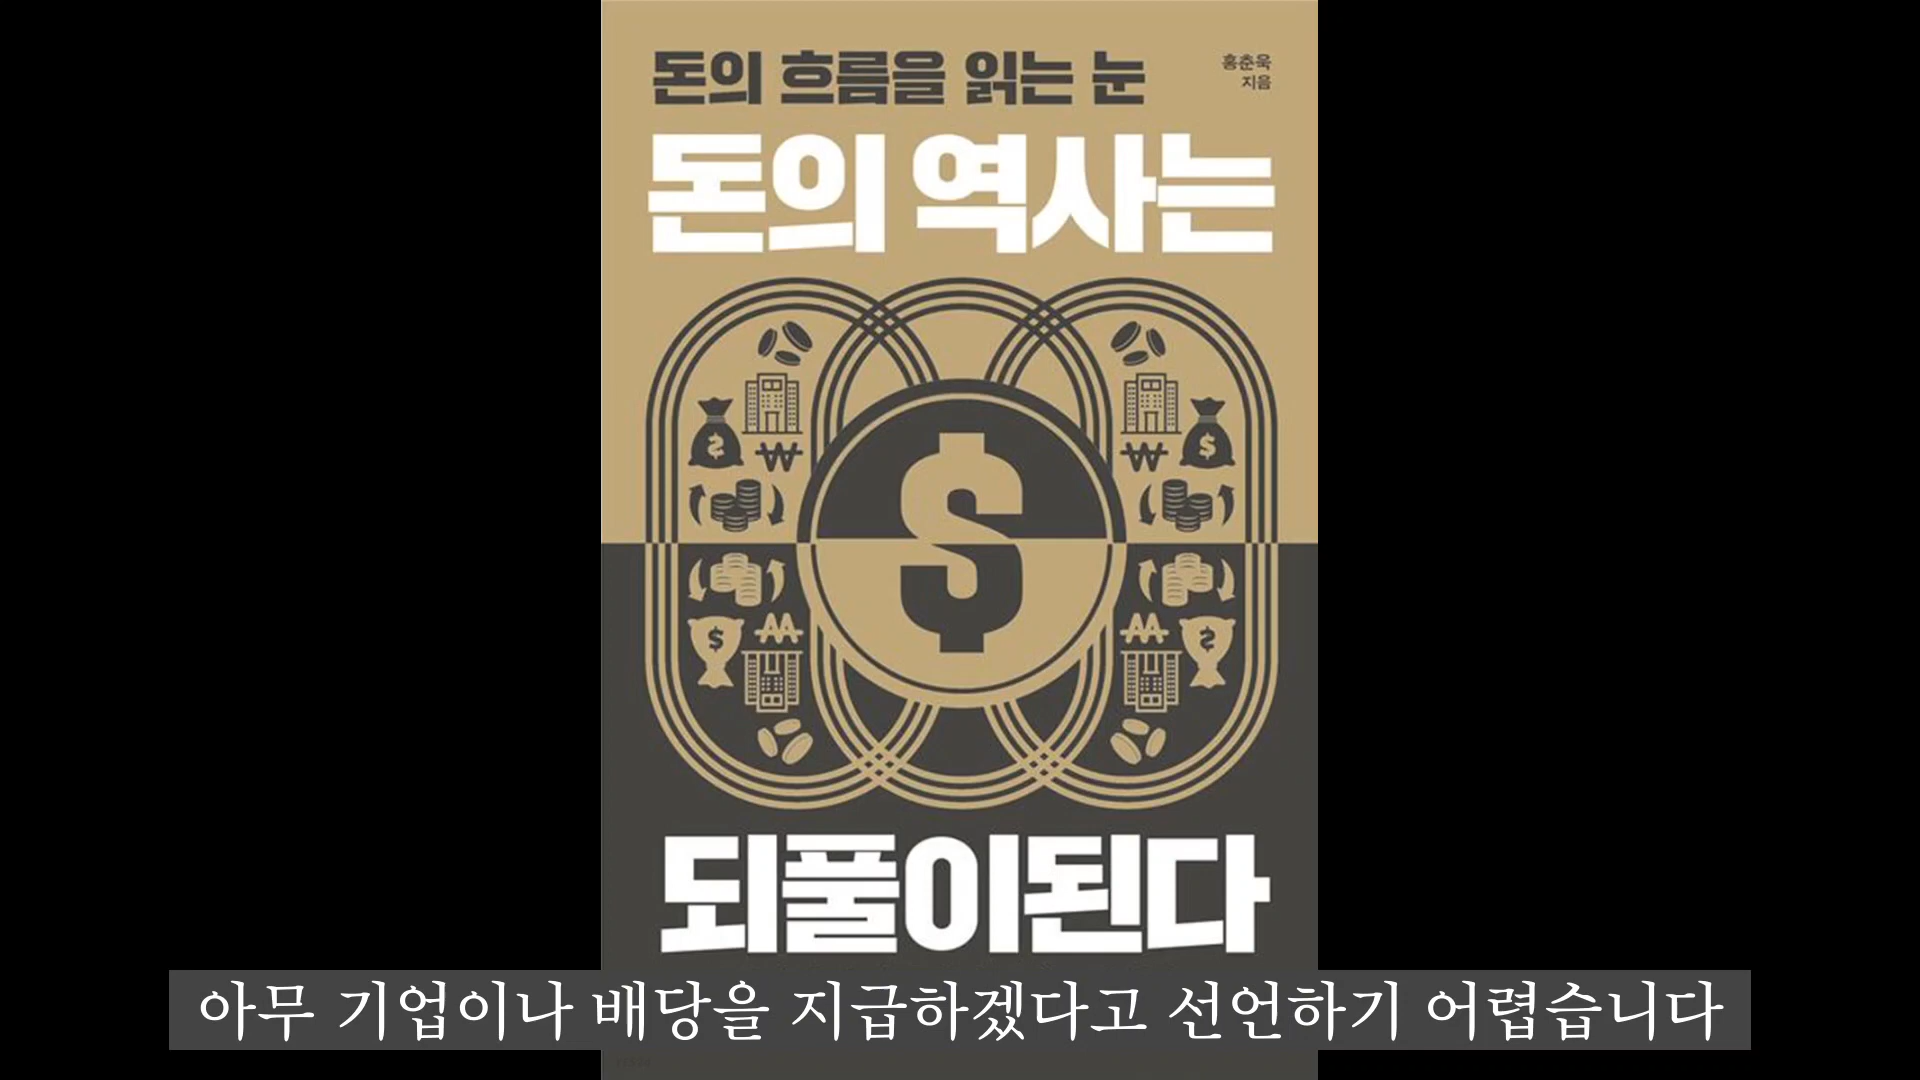 돈의 흐름을 읽는 눈
홍춘욱
지음
돈의 역사는
되풀이된다
아무 기업이나 배당을 지급하겠다고 선언하기 어렵습니다